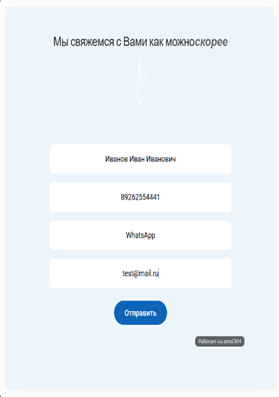 Мы свяжемся с Вами как можно скорее
Иванов Иван Иванович
89262554441
WhatsApp
test@mail.ru
Отправить
Работает на amoCRM